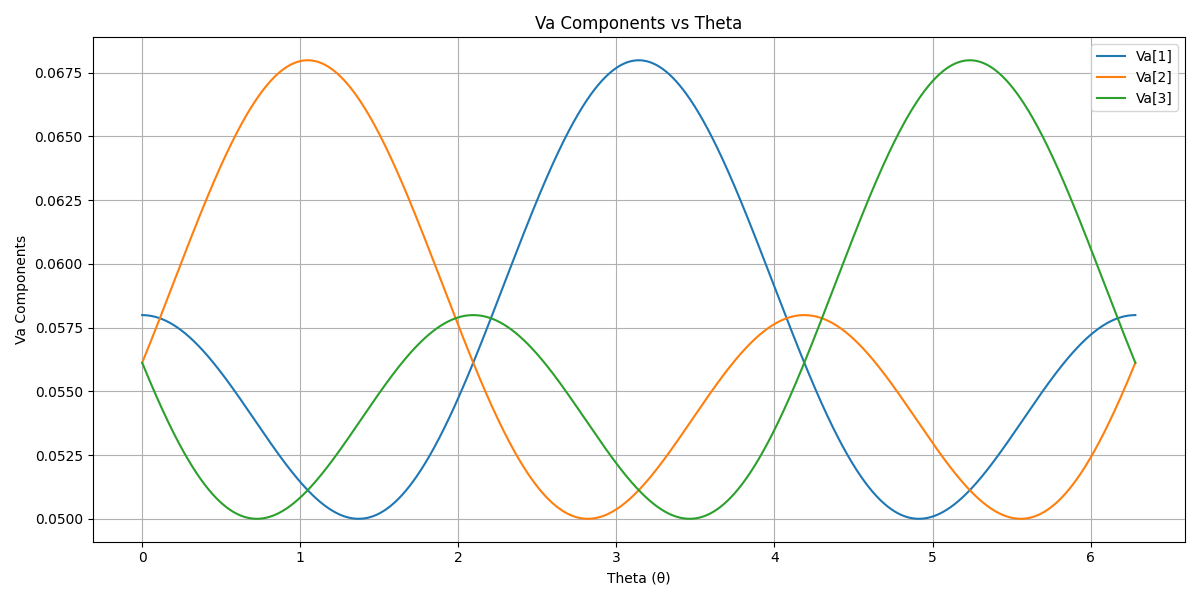 Va Components vs Theta
Va[1]
Va[2]
Va[3]
Va Components
0.0675
0.0650
0.0625
0.0600
0.0575
0.0550
0.0525
0.0500
0 1 2 3 4 5 6
Theta (θ)